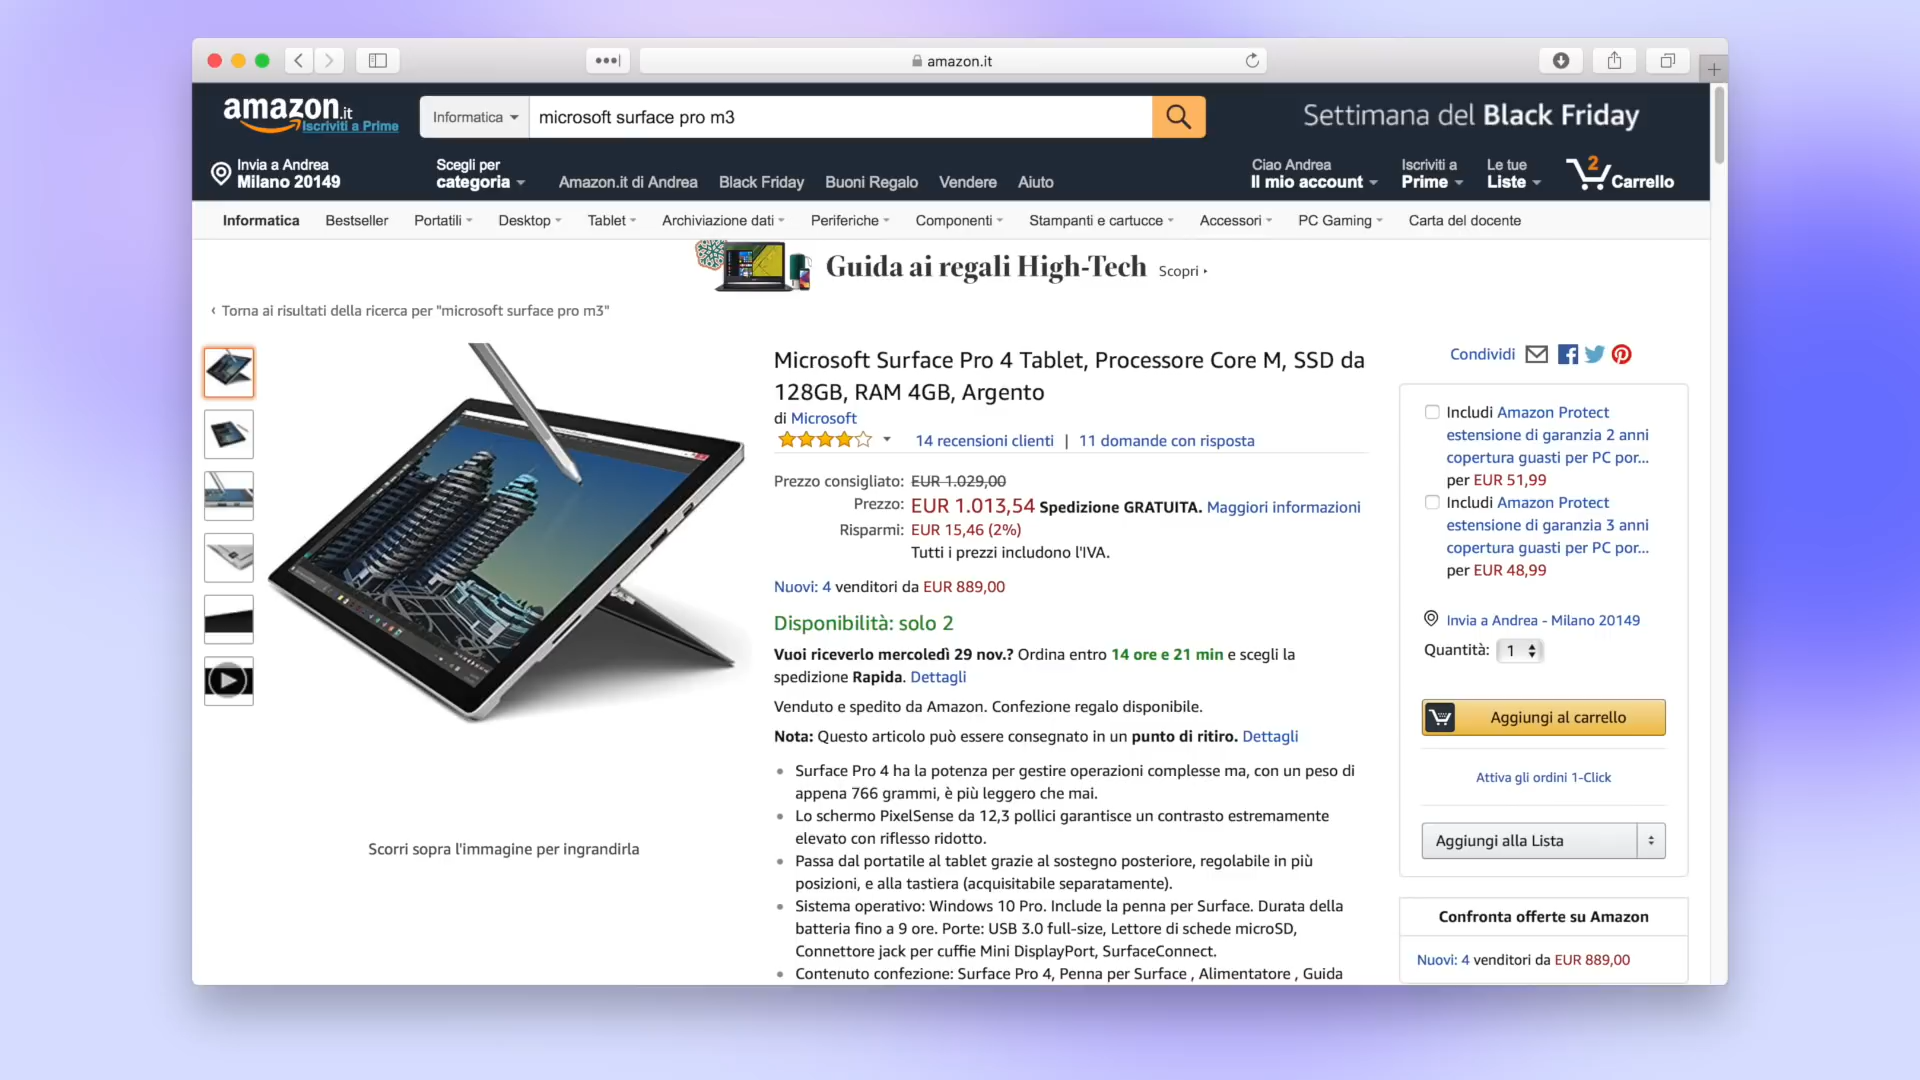 amazon.it
amazon.it
Iscriviti a Prime
Informatica
microsoft surface pro m3
Settimana del Black Friday
Invia a Andrea
Milano 20149
Scegli per
categoria
Amazon.it di Andrea
Black Friday
Buoni Regalo
Vendere
Aiuto
Ciao Andrea
Il mio account
Iscriviti a
Prime
Le tue
Liste
2
Carrello
Informatica
Bestseller
Portatili
Desktop
Tablet
Archiviazione dati
Periferiche
Componenti
Stampanti e cartucce
Accessori
PC Gaming
Carta del docente
Guida ai regali High-Tech
Scopri ›
‹ Torna ai risultati della ricerca per "microsoft surface pro m3"
Scorri sopra l'immagine per ingrandirla
Microsoft Surface Pro 4 Tablet, Processore Core M, SSD da
128GB, RAM 4GB, Argento
di Microsoft
14 recensioni clienti | 11 domande con risposta
Prezzo consigliato: EUR 1.029,00
Prezzo: EUR 1.013,54 Spedizione GRATUITA. Maggiori informazioni
Risparmi: EUR 15,46 (2%)
Tutti i prezzi includono l'IVA.
Nuovi: 4 venditori da EUR 889,00
Disponibilità: solo 2
Vuoi riceverlo mercoledì 29 nov.? Ordina entro 14 ore e 21 min e scegli la
spedizione Rapida. Dettagli
Venduto e spedito da Amazon. Confezione regalo disponibile.
Nota: Questo articolo può essere consegnato in un punto di ritiro. Dettagli
• Surface Pro 4 ha la potenza per gestire operazioni complesse ma, con un peso di
appena 766 grammi, è più leggero che mai.
• Lo schermo PixelSense da 12,3 pollici garantisce un contrasto estremamente
elevato con riflesso ridotto.
• Passa dal portatile al tablet grazie al sostegno posteriore, regolabile in più
posizioni, e alla tastiera (acquisitabile separatamente).
• Sistema operativo: Windows 10 Pro. Include la penna per Surface. Durata della
batteria fino a 9 ore. Porte: USB 3.0 full-size, Lettore di schede microSD,
Connettore jack per cuffie Mini DisplayPort, SurfaceConnect.
• Contenuto confezione: Surface Pro 4, Penna per Surface , Alimentatore , Guida
Condividi
Includi Amazon Protect
estensione di garanzia 2 anni
copertura guasti per PC por...
per EUR 51,99
Includi Amazon Protect
estensione di garanzia 3 anni
copertura guasti per PC por...
per EUR 48,99
Invia a Andrea - Milano 20149
Quantità: 1
Aggiungi al carrello
Attiva gli ordini 1-Click
Aggiungi alla Lista
Confronta offerte su Amazon
Nuovi: 4 venditori da EUR 889,00